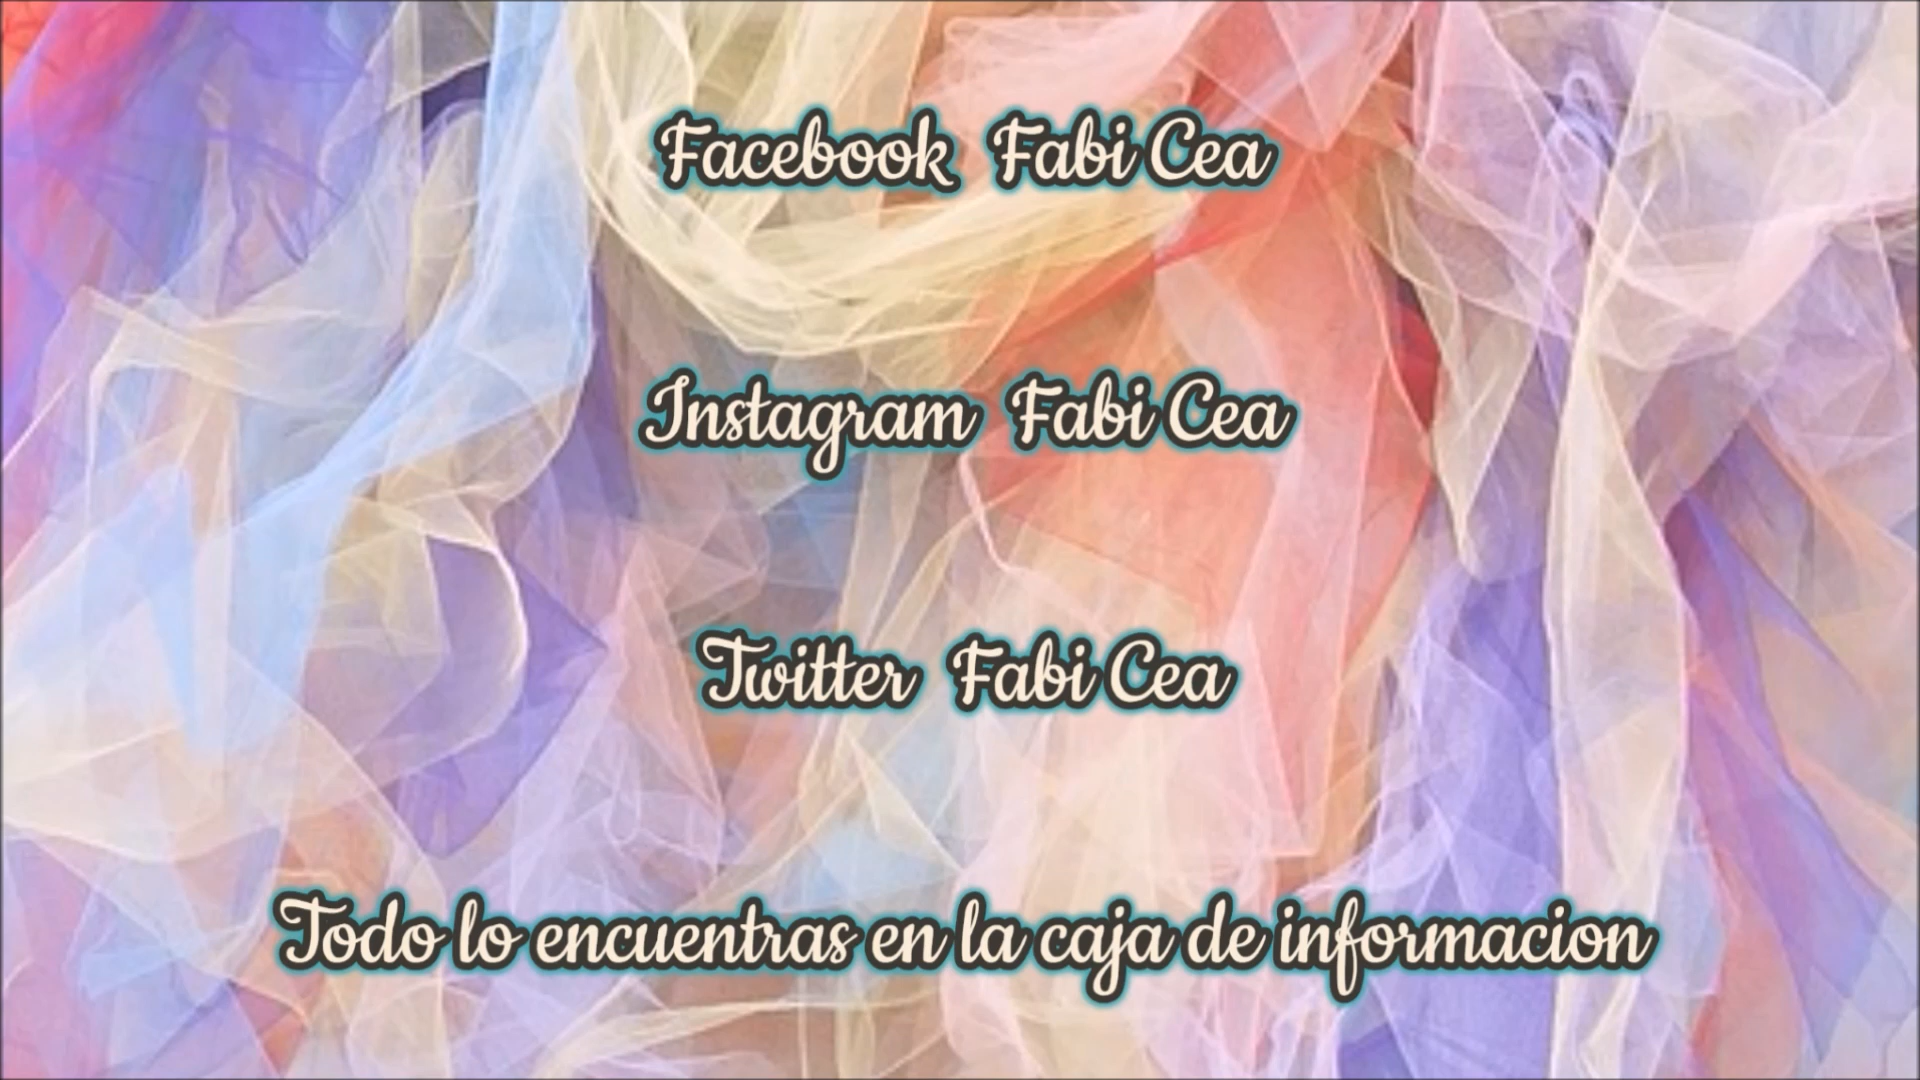 Facebook Fabi Cea
Instagram Fabi Cea
Twitter Fabi Cea
Todo lo encuentras en la caja de informacion